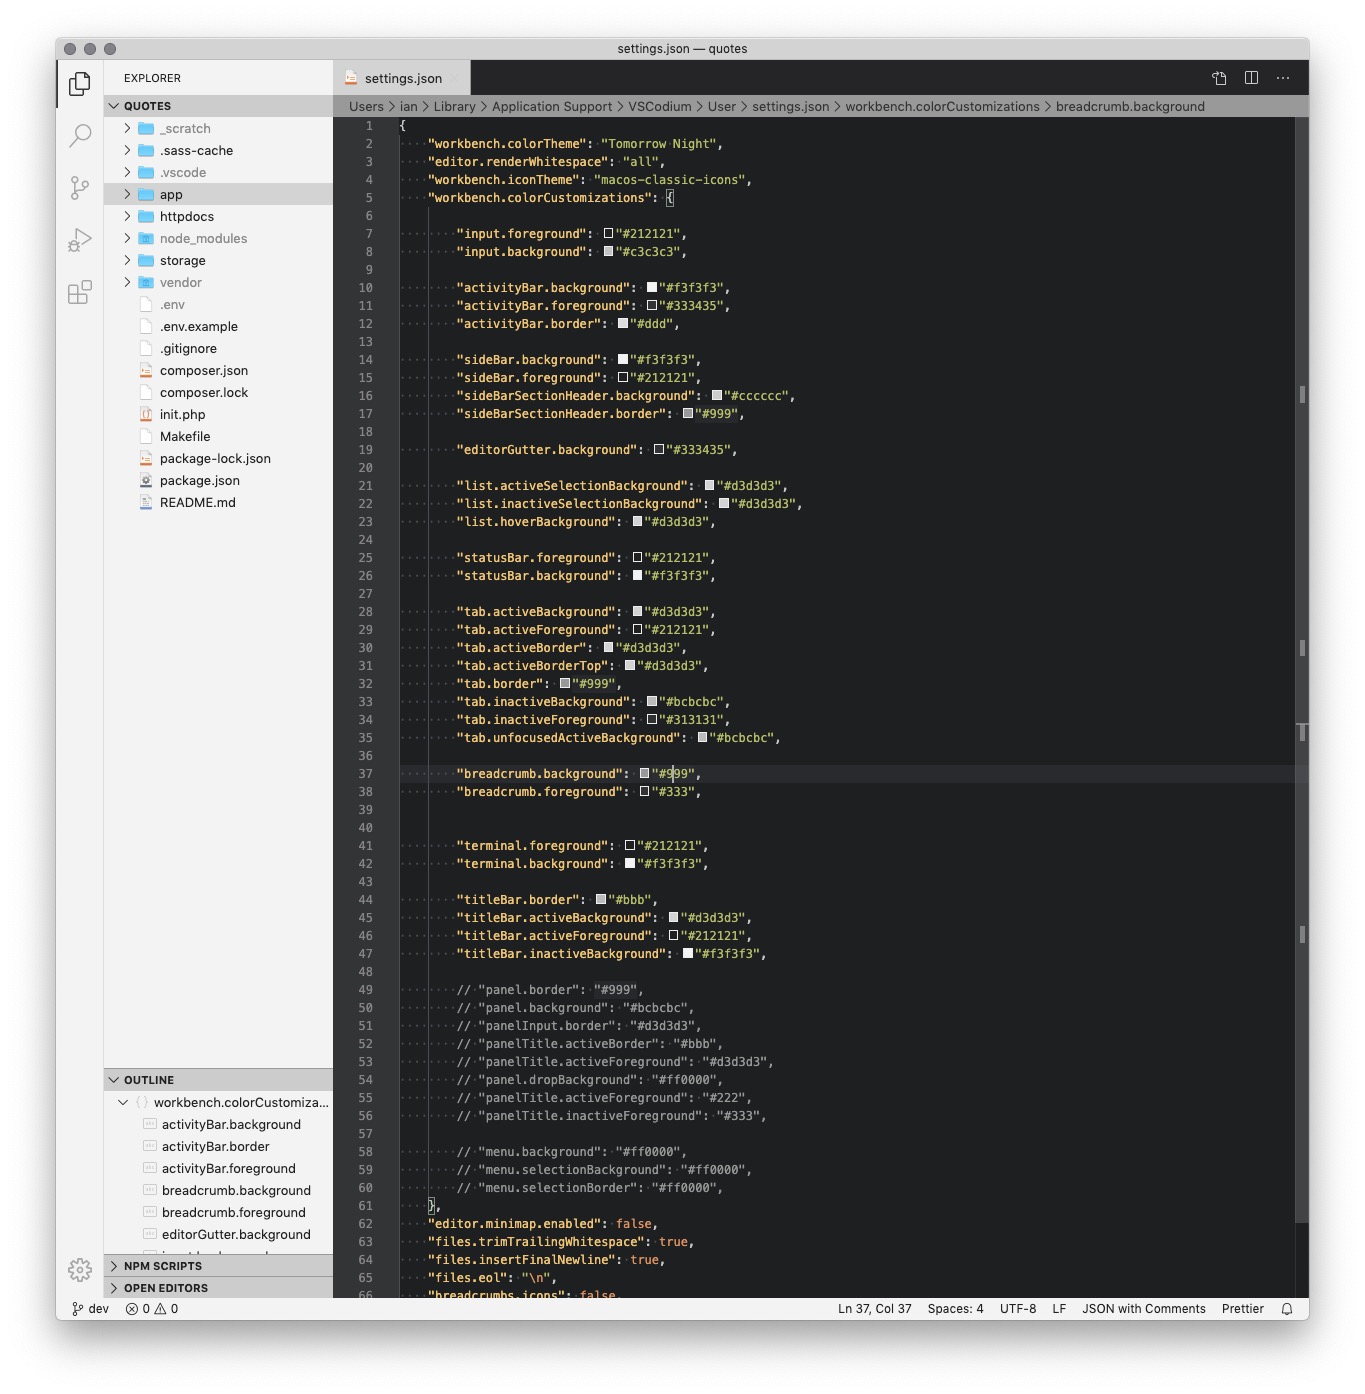 settings.json — quotes
EXPLORER
QUOTES
_scratch
.sass-cache
.vscode
app
httpdocs
node_modules
storage
vendor
.env
.env.example
.gitignore
composer.json
composer.lock
init.php
Makefile
package-lock.json
package.json
README.md
OUTLINE
{} workbench.colorCustomiza...
activityBar.background
activityBar.border
activityBar.foreground
breadcrumb.background
breadcrumb.foreground
editorGutter.background
NPM SCRIPTS
OPEN EDITORS
settings.json
Users > ian > Library > Application Support > VSCodium > User > settings.json > workbench.colorCustomizations > breadcrumb.background
1 {
2 "workbench.colorTheme": "Tomorrow Night",
3 "editor.renderWhitespace": "all",
4 "workbench.iconTheme": "macos-classic-icons",
5 "workbench.colorCustomizations": {
6
7 "input.foreground": "#212121",
8 "input.background": "#c3c3c3",
9
10 "activityBar.background": "#f3f3f3",
11 "activityBar.foreground": "#333435",
12 "activityBar.border": "#ddd",
13
14 "sideBar.background": "#f3f3f3",
15 "sideBar.foreground": "#212121",
16 "sideBarSectionHeader.background": "#cccccc",
17 "sideBarSectionHeader.border": "#999",
18
19 "editorGutter.background": "#333435",
20
21 "list.activeSelectionBackground": "#d3d3d3",
22 "list.inactiveSelectionBackground": "#d3d3d3",
23 "list.hoverBackground": "#d3d3d3",
24
25 "statusBar.foreground": "#212121",
26 "statusBar.background": "#f3f3f3",
27
28 "tab.activeBackground": "#d3d3d3",
29 "tab.activeForeground": "#212121",
30 "tab.activeBorder": "#d3d3d3",
31 "tab.activeBorderTop": "#d3d3d3",
32 "tab.border": "#999",
33 "tab.inactiveBackground": "#bcbcbc",
34 "tab.inactiveForeground": "#313131",
35 "tab.unfocusedActiveBackground": "#bcbcbc",
36
37 "breadcrumb.background": "#999",
38 "breadcrumb.foreground": "#333",
39
40
41 "terminal.foreground": "#212121",
42 "terminal.background": "#f3f3f3",
43
44 "titleBar.border": "#bbb",
45 "titleBar.activeBackground": "#d3d3d3",
46 "titleBar.activeForeground": "#212121",
47 "titleBar.inactiveBackground": "#f3f3f3",
48
49 // "panel.border": "#999",
50 // "panel.background": "#bcbcbc",
51 // "panelInput.border": "#d3d3d3",
52 // "panelTitle.activeBorder": "#bbb",
53 // "panelTitle.activeForeground": "#d3d3d3",
54 // "panel.dropBackground": "#ff0000",
55 // "panelTitle.activeForeground": "#222",
56 // "panelTitle.inactiveForeground": "#333",
57
58 // "menu.background": "#ff0000",
59 // "menu.selectionBackground": "#ff0000",
60 // "menu.selectionBorder": "#ff0000",
61 },
62 "editor.minimap.enabled": false,
63 "files.trimTrailingWhitespace": true,
64 "files.insertFinalNewline": true,
65 "files.eol": "\n",
66 "breadcrumbs.icons": false,
dev 0 0 Ln 37, Col 37 Spaces: 4 UTF-8 LF JSON with Comments Prettier